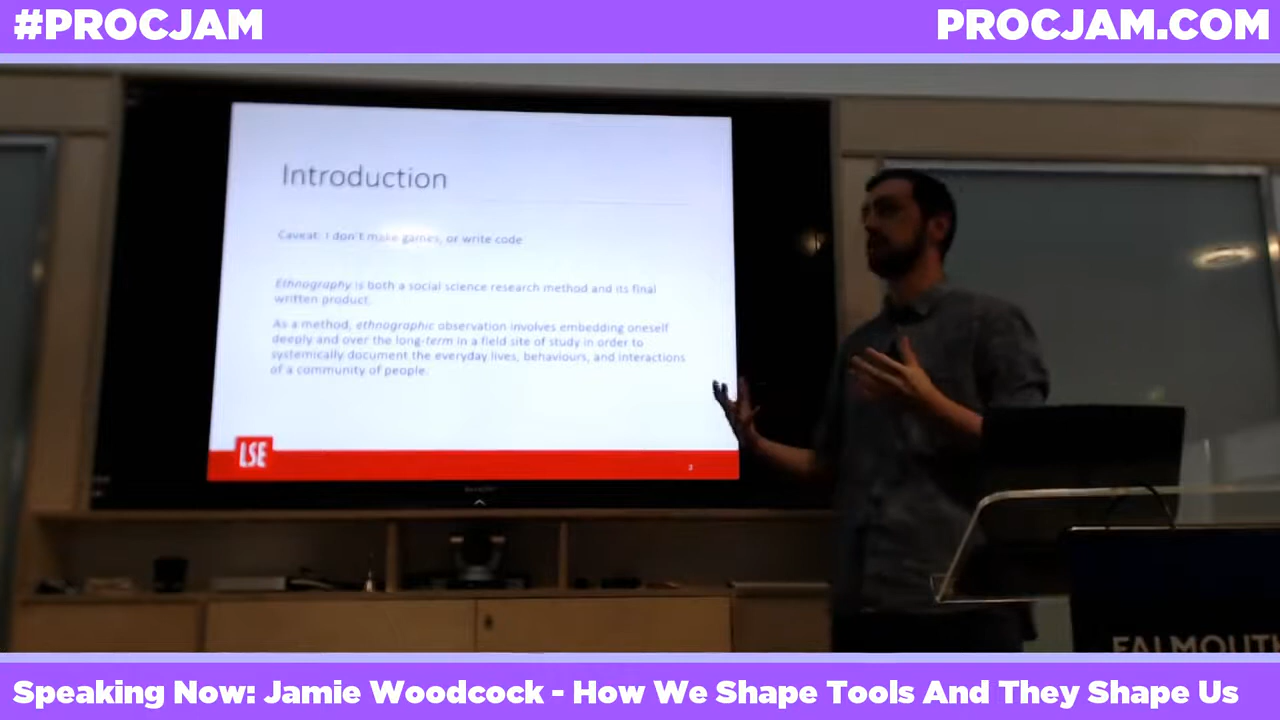 #PROCJAM
PROCJAM.COM
Introduction
Caveat: I don't make games, or write code
Ethnography is both a social science research method and its final
written product.
As a method, ethnographic observation involves embedding oneself
deeply and over the long-term in a field site of study in order to
systemically document the everyday lives, behaviours, and interactions
of a community of people.
LSE
2
FALMOUTH
Speaking Now: Jamie Woodcock - How We Shape Tools And They Shape Us